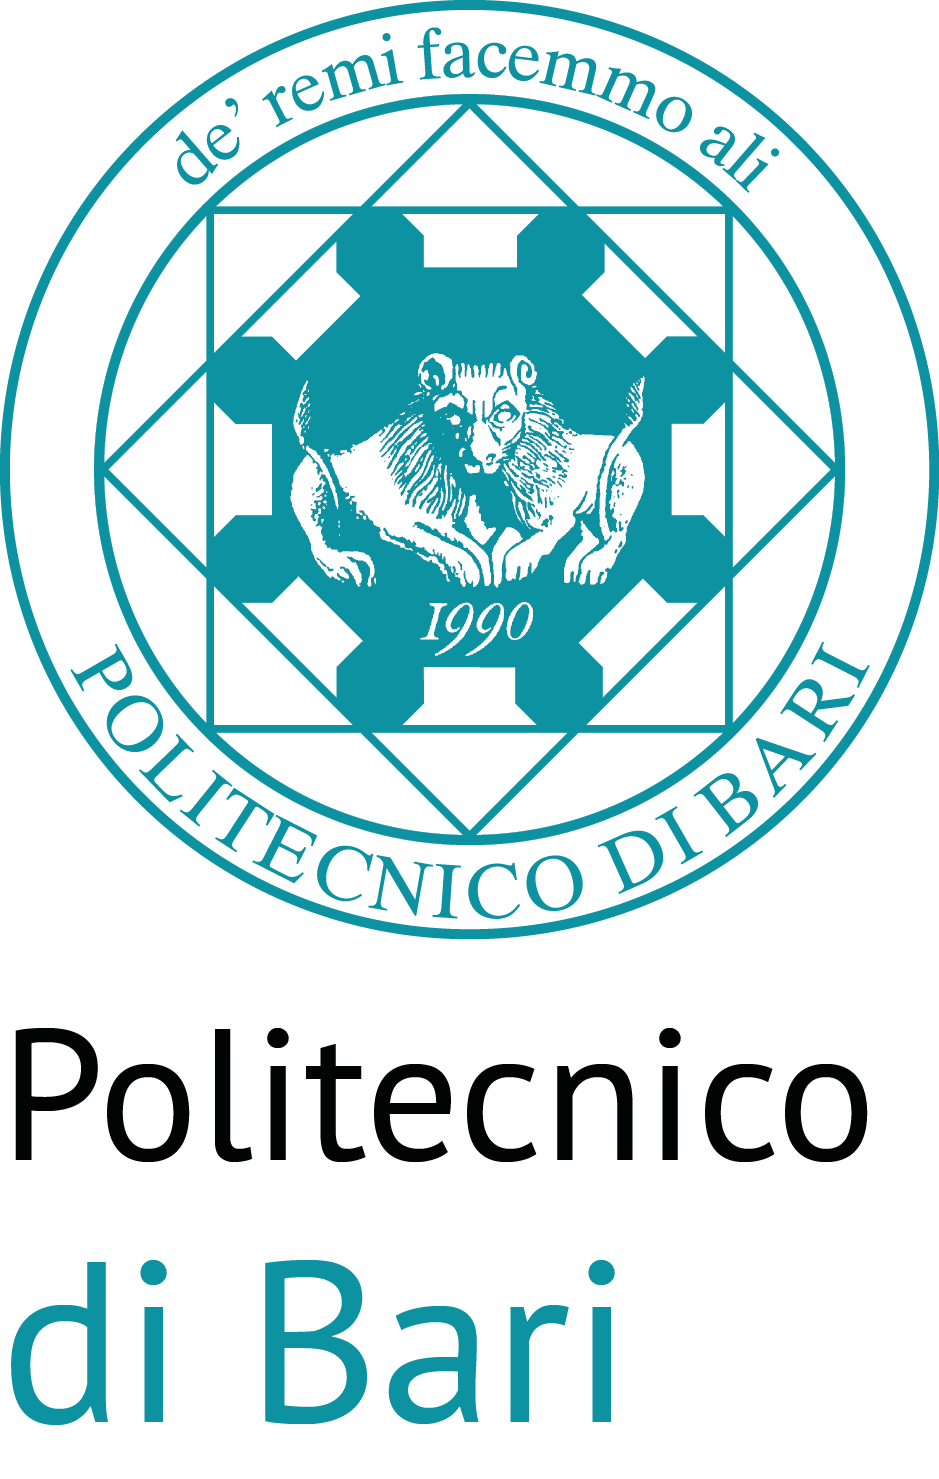 de' remi facemmo ali
1990
POLITECNICO DI BARI
Politecnico
di Bari